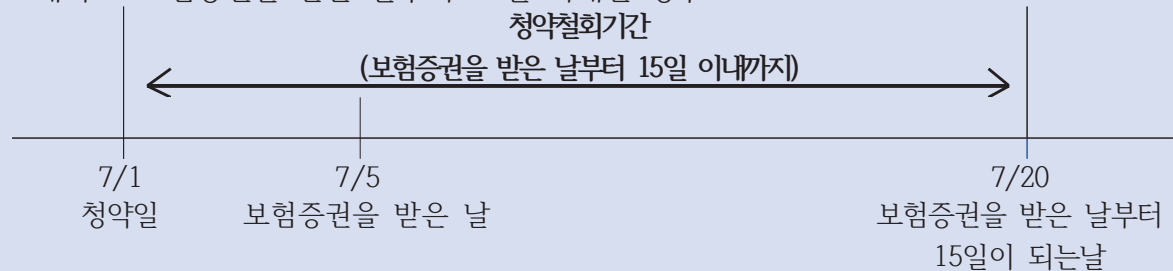 청약철회기간
(보험증권을 받은 날부터 15일 이내까지)
7/1
청약일
7/5
보험증권을 받은 날
7/20
보험증권을 받은 날부터
15일이 되는날